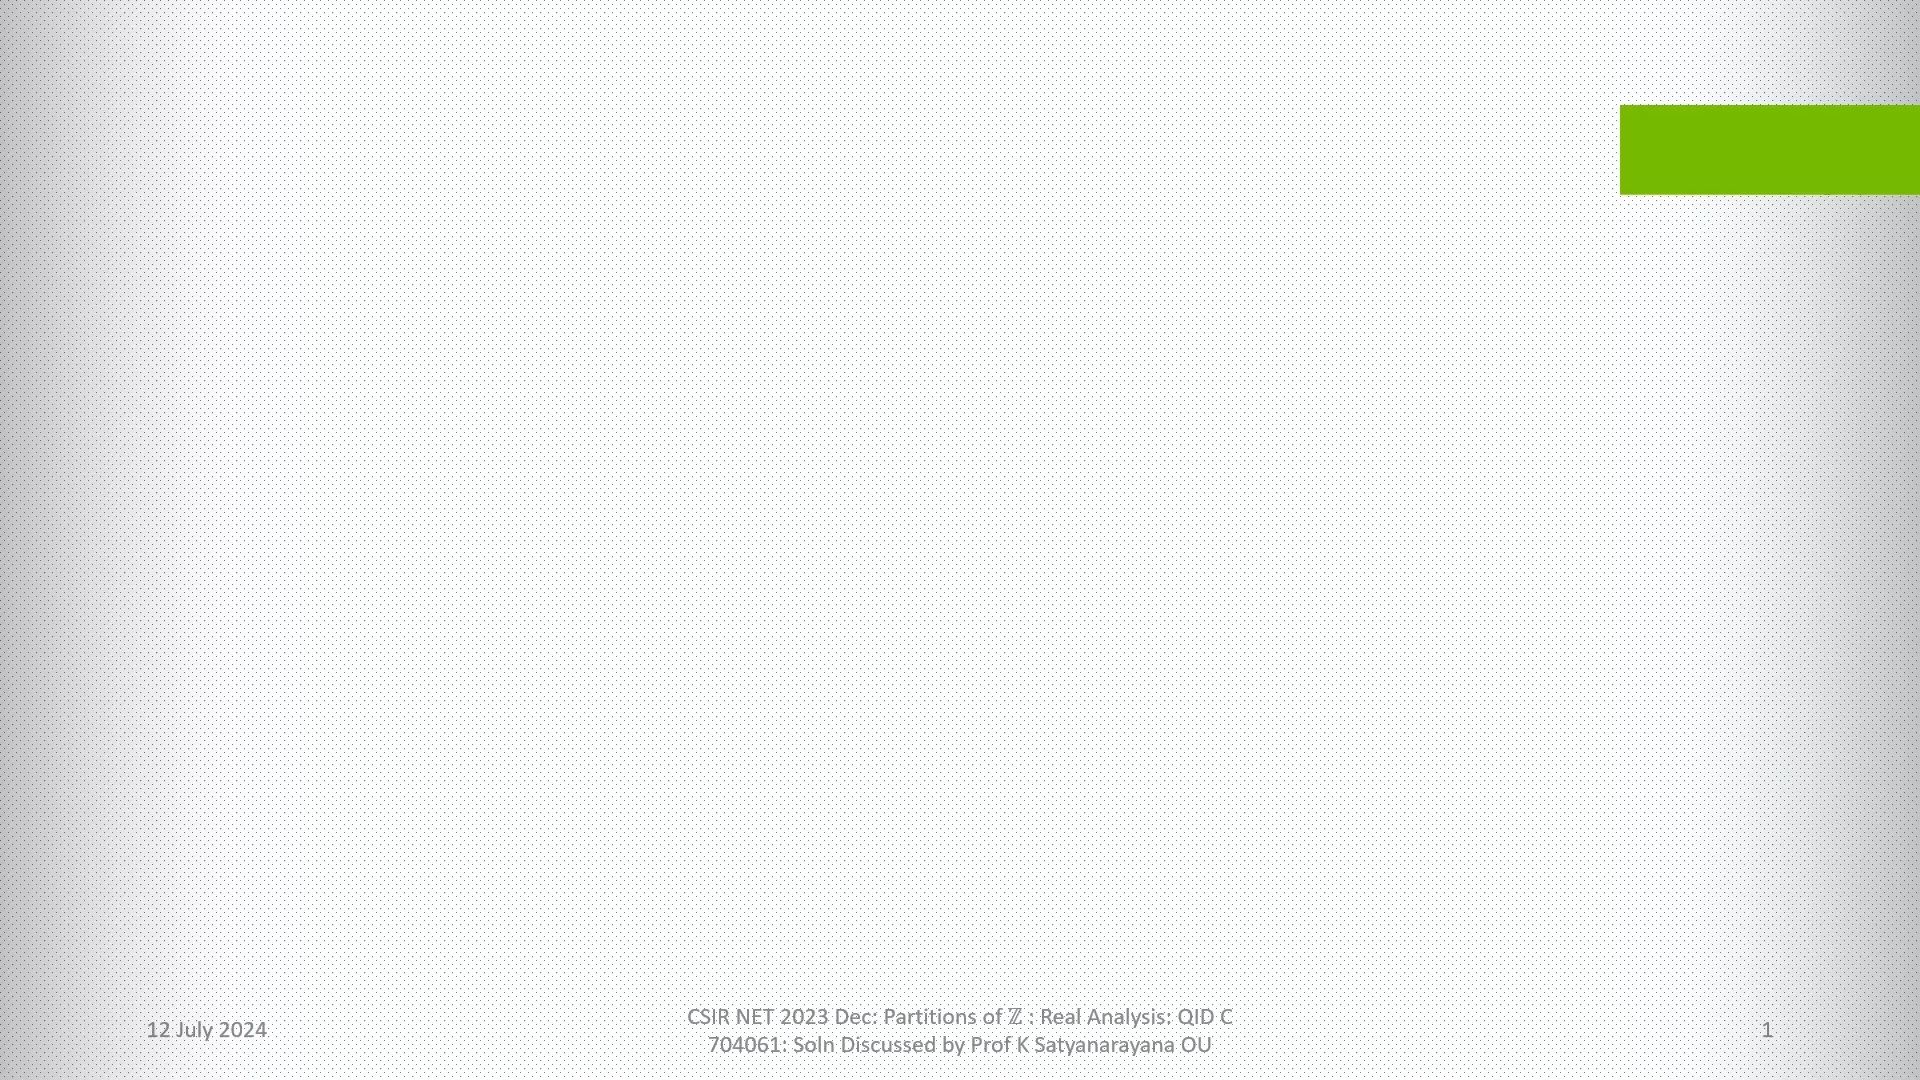 12 July 2024
CSIR NET 2023 Dec: Partitions of ℤ : Real Analysis: QID C
704061: Soln Discussed by Prof K Satyanarayana OU
1